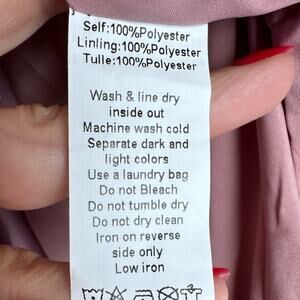 Self:100%Polyester
Linling:100%Polyester
Tulle:100%Polyester
Wash & line dry
inside out
Machine wash cold
Separate dark and
light colors
Use a laundry bag
Do not Bleach
Do not tumble dry
Do not dry clean
Iron on reverse
side only
Low iron